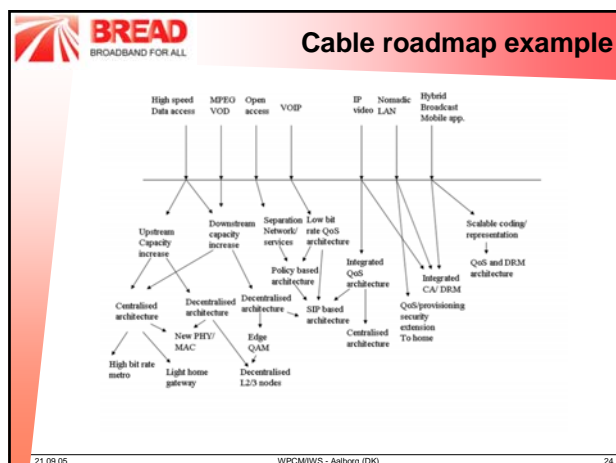 BREAD
BROADBAND FOR ALL
Cable roadmap example
High speed
Data access
MPEG
VOD
Open
access
VOIP
IP
video
Nomadic
LAN
Hybrid
Broadcast
Mobile app.
Upstream
Capacity
increase
Downstream
capacity
increase
Separation
Network/
services
Low bit
rate QoS
architecture
Scalable coding/
representation
Policy based
architecture
Integrated
QoS
architecture
QoS and DRM
architecture
Integrated
CA/ DRM
Centralised
architecture
Decentralised
architecture
Decentralised
architecture
SIP based
architecture
QoS/provisioning
security
extension
To home
New PHY/
MAC
Edge
QAM
Centralised
architecture
High bit rate
metro
Light home
gateway
Decentralised
L2/3 nodes
21.09.05
WPCM/IWS - Aalborg (DK)
24